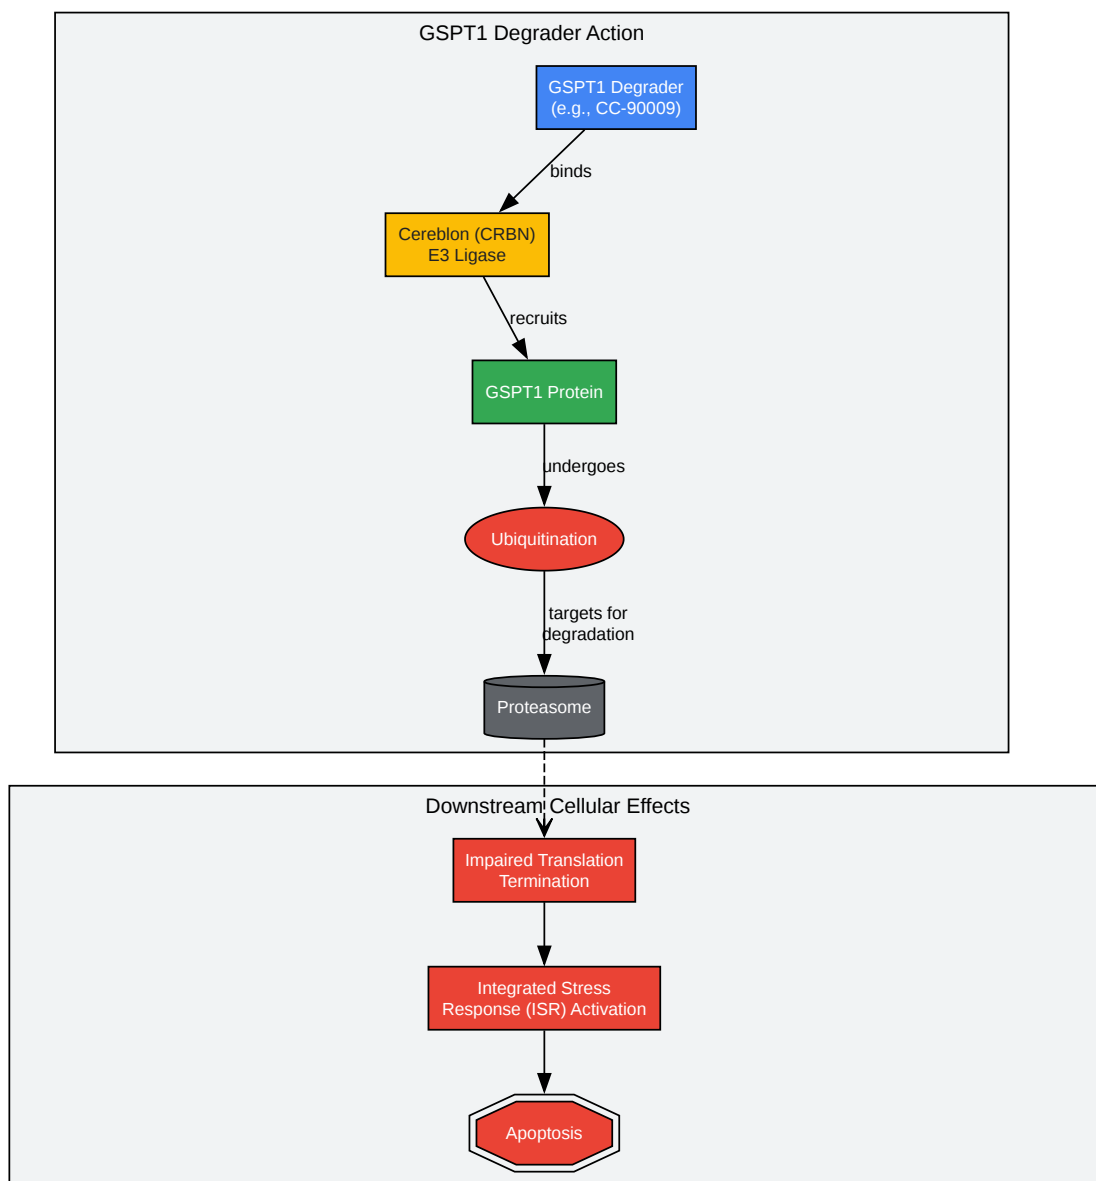 GSPT1 Degrader Action
GSPT1 Degrader
(e.g., CC-90009)
binds
Cereblon (CRBN)
E3 Ligase
recruits
GSPT1 Protein
undergoes
Ubiquitination
targets for
degradation
Proteasome
Downstream Cellular Effects
Impaired Translation
Termination
Integrated Stress
Response (ISR) Activation
Apoptosis